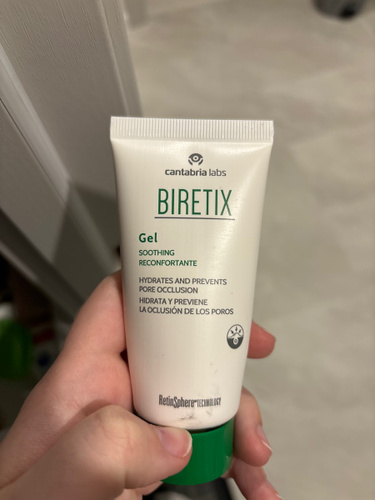 cantabria labs
BIRETIX
Gel
SOOTHING
RECONFORTANTE
HYDRATES AND PREVENTS
PORE OCCLUSION
HIDRATA Y PREVIENE
LA OCLUSIÓN DE LOS POROS
RetinSphere TECHNOLOGY